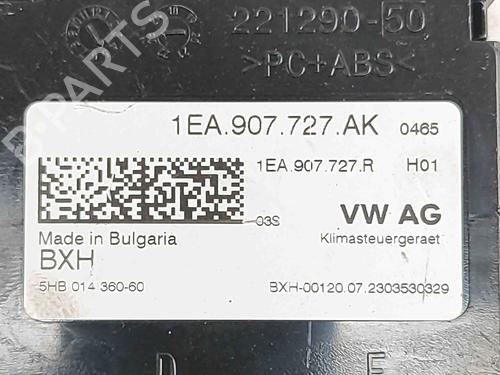 221290-50
>PC+ABS<
B-PARTS
1EA.907.727.AK 0465
1EA.907.727.R H01
03S
VW AG
Made in Bulgaria
Klimasteuergeraet
BXH
5HB 014 360-60
BXH-00120.07.2303530329
D E